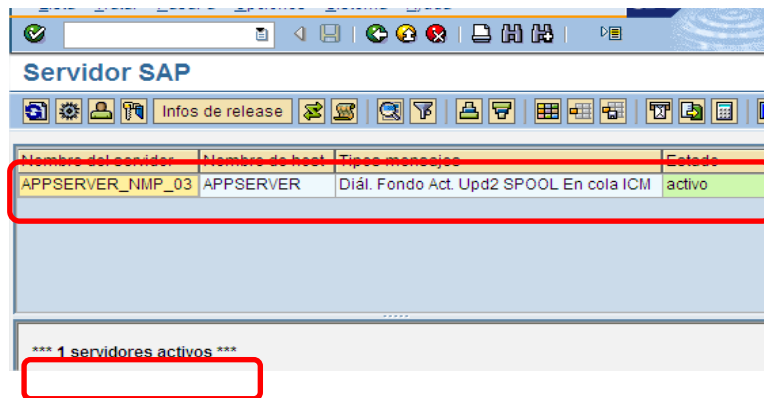 Servidor SAP
Infos de release
Nombre del servidor Nombre de host Tipos mensajes Estado
APPSERVER_NMP_03 APPSERVER Diál. Fondo Act. Upd2 SPOOL En cola ICM activo
*** 1 servidores activos ***